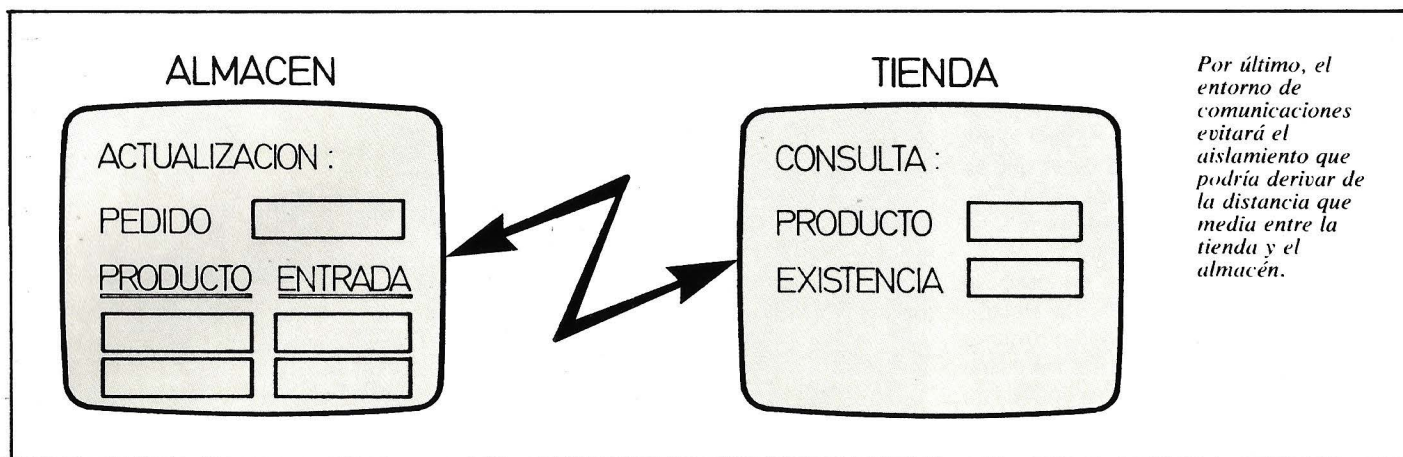 ALMACEN
ACTUALIZACION :
PEDIDO
PRODUCTO ENTRADA
TIENDA
CONSULTA :
PRODUCTO
EXISTENCIA
Por último, el
entorno de
comunicaciones
evitará el
aislamiento que
podría derivar de
la distancia que
media entre la
tienda y el
almacén.